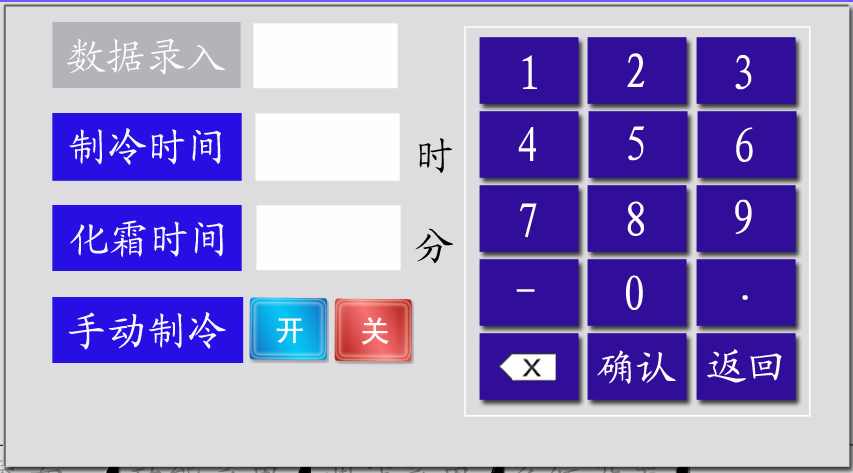 数据录入
制冷时间 时
化霜时间 分
手动制冷 开 关
1 2 3
4 5 6
7 8 9
- 0 .
X 确认 返回